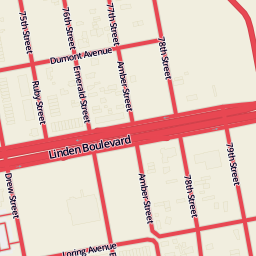 75th Street
76th Street
77th Street
78th Street
Dumont Avenue
Ruby Street
Emerald Street
Amber Street
Linden Boulevard
79th Street
Drew Street
Amber Street
78th Street
Loring Avenue